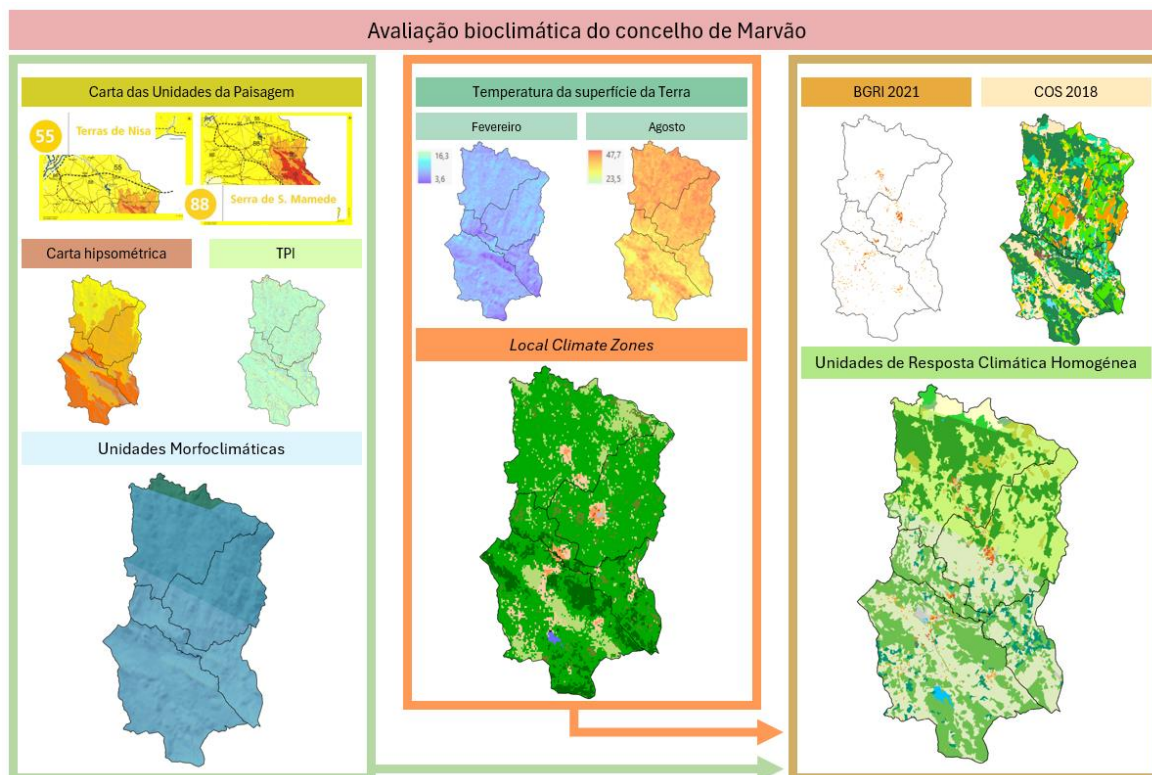 Avaliação bioclimática do concelho de Marvão
Carta das Unidades da Paisagem
55
Terras de Nisa
88
Serra de S. Mamede
Carta hipsométrica
TPI
Unidades Morfoclimáticas
Temperatura da superfície da Terra
Fevereiro
Agosto
16,3
3,6
47,7
23,5
Local Climate Zones
BGRI 2021
COS 2018
Unidades de Resposta Climática Homogénea